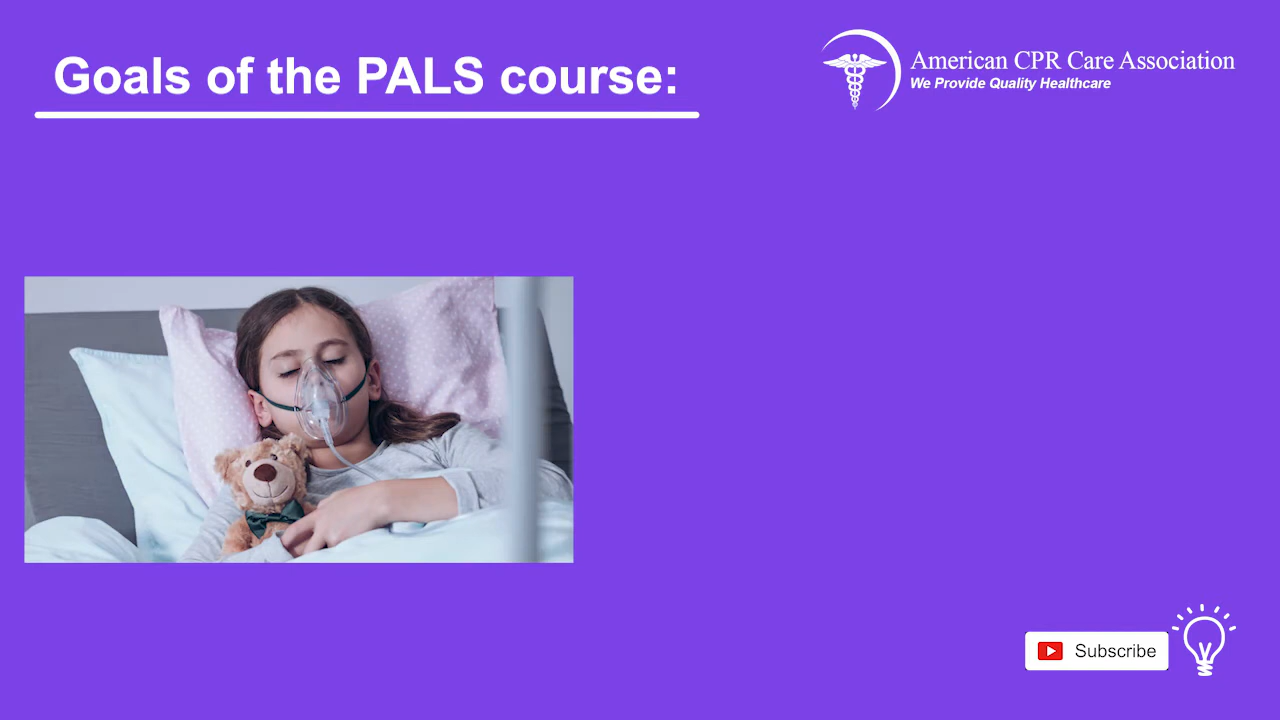 Goals of the PALS course:
American CPR Care Association
We Provide Quality Healthcare
Subscribe